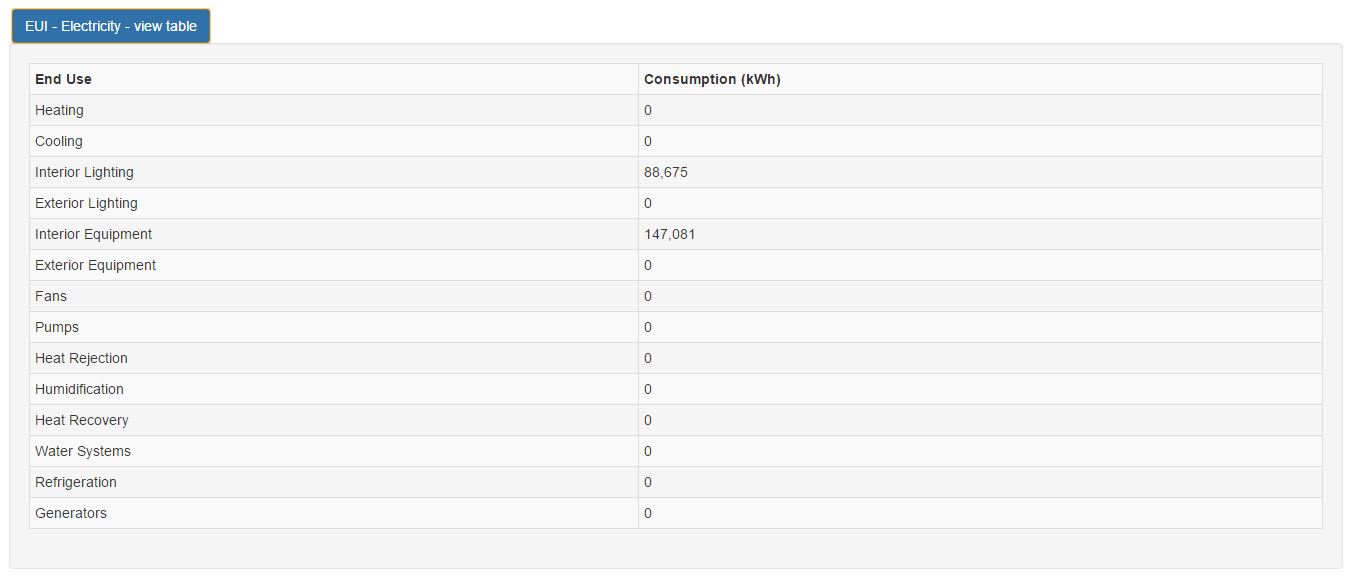 EUI - Electricity - view table
End Use Consumption (kWh)
Heating 0
Cooling 0
Interior Lighting 88,675
Exterior Lighting 0
Interior Equipment 147,081
Exterior Equipment 0
Fans 0
Pumps 0
Heat Rejection 0
Humidification 0
Heat Recovery 0
Water Systems 0
Refrigeration 0
Generators 0